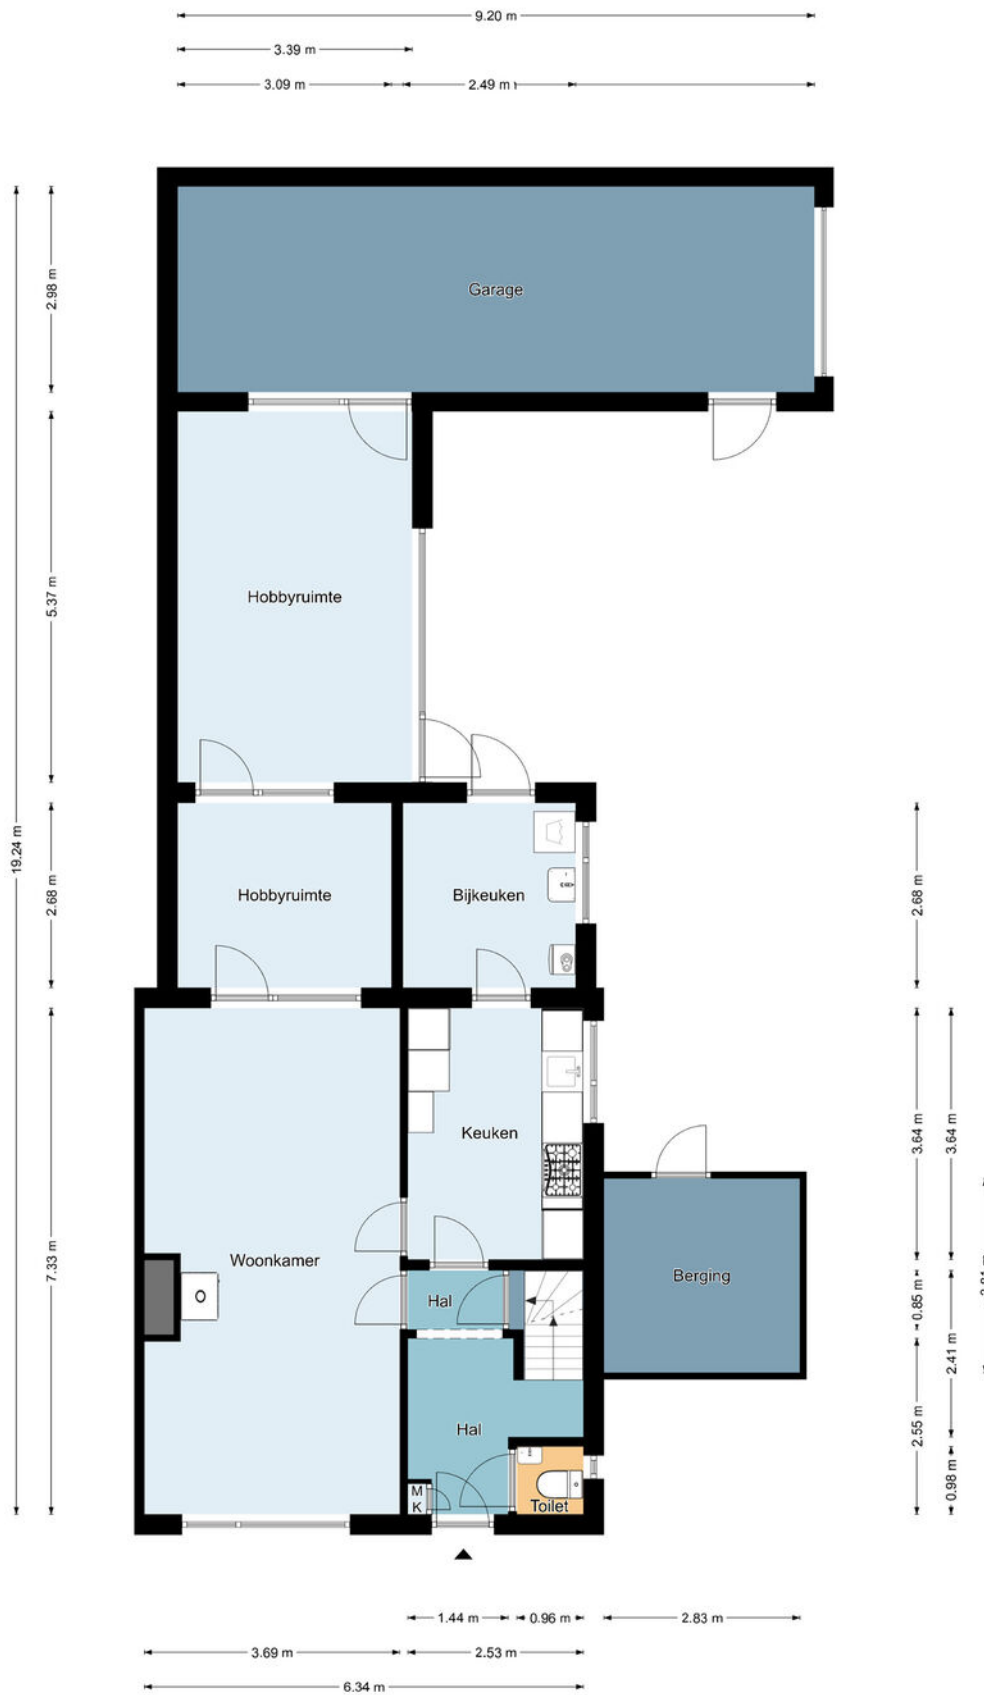 9.20 m
3.39 m
3.09 m
2.49 m
2.98 m
Garage
5.37 m
Hobbyruimte
19.24 m
2.68 m
Hobbyruimte
Bijkeuken
2.68 m
7.33 m
Keuken
3.64 m
3.64 m
Woonkamer
Hal
Berging
0.85 m
2.41 m
Hal
2.55 m
0.98 m
M
K
Toilet
1.44 m
0.96 m
2.83 m
3.69 m
2.53 m
6.34 m